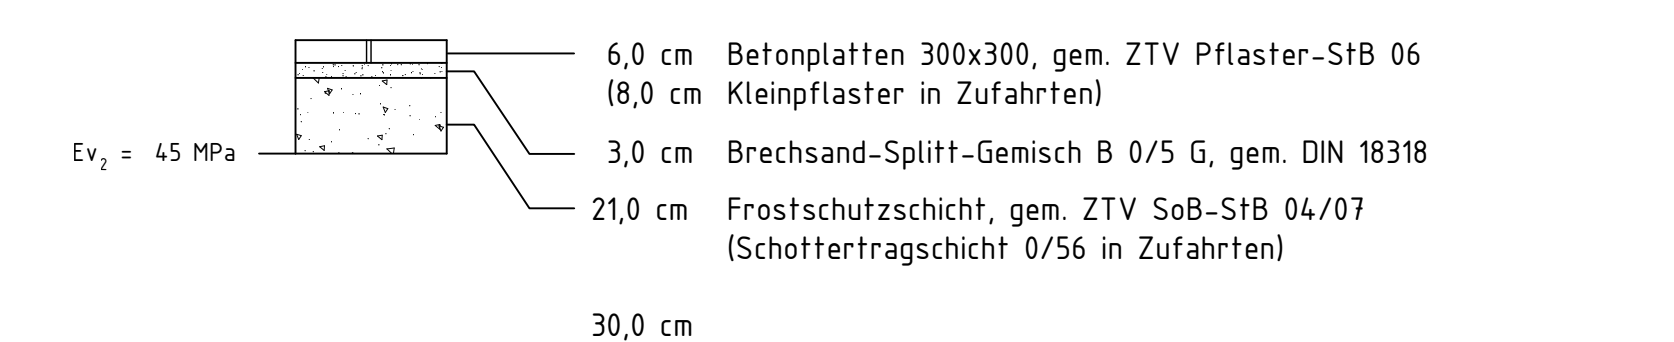 6,0 cm Betonplatten 300x300, gem. ZTV Pflaster-StB 06
(8,0 cm Kleinpflaster in Zufahrten)
Ev2 = 45 MPa
3,0 cm Brechsand-Splitt-Gemisch B 0/5 G, gem. DIN 18318
21,0 cm Frostschutzschicht, gem. ZTV SoB-StB 04/07
(Schottertragschicht 0/56 in Zufahrten)
30,0 cm